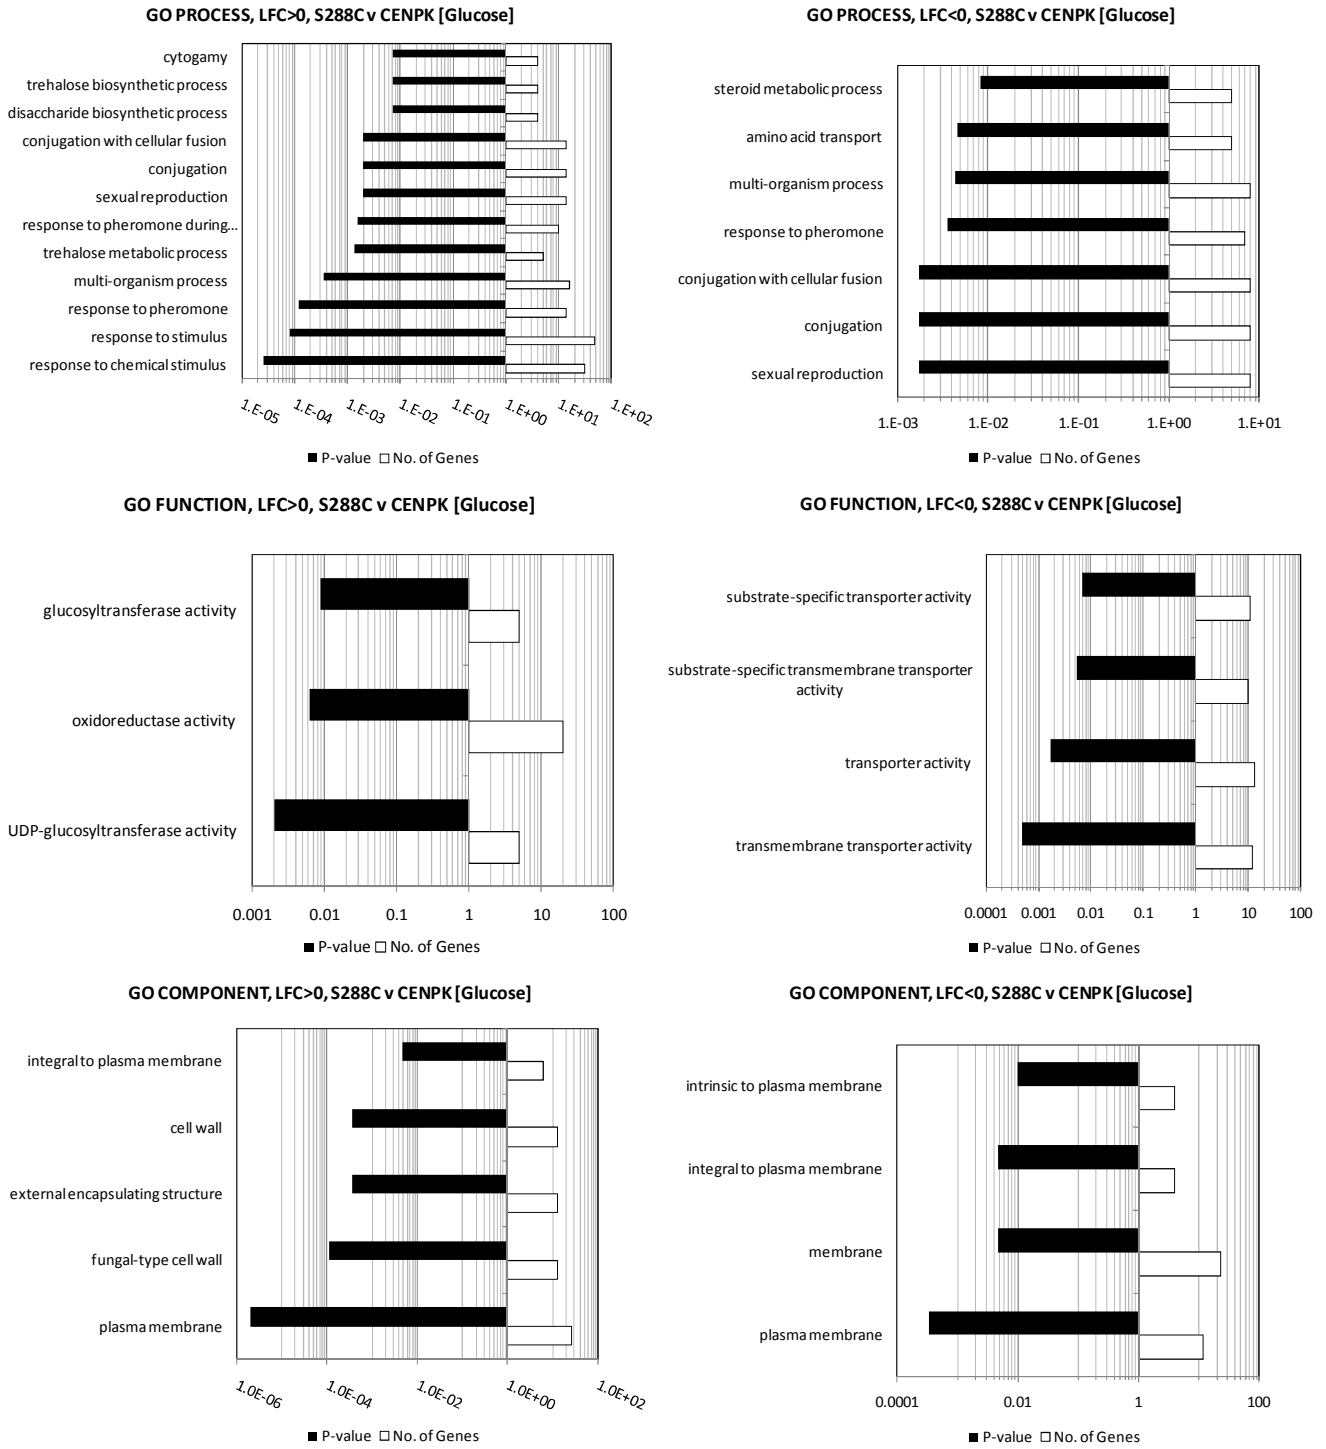 GO PROCESS, LFC>0, S288C v CENPK [Glucose]
cytogamy
trehalose biosynthetic process
disaccharide biosynthetic process
conjugation with cellular fusion
conjugation
sexual reproduction
response to pheromone during...
trehalose metabolic process
multi-organism process
response to pheromone
response to stimulus
response to chemical stimulus
1.E-05 1.E-04 1.E-03 1.E-02 1.E-01 1.E+00 1.E+01 1.E+02
P-value No. of Genes
GO PROCESS, LFC<0, S288C v CENPK [Glucose]
steroid metabolic process
amino acid transport
multi-organism process
response to pheromone
conjugation with cellular fusion
conjugation
sexual reproduction
1.E-03 1.E-02 1.E-01 1.E+00 1.E+01
P-value No. of Genes
GO FUNCTION, LFC>0, S288C v CENPK [Glucose]
glucosyltransferase activity
oxidoreductase activity
UDP-glucosyltransferase activity
0.001 0.01 0.1 1 10 100
P-value No. of Genes
GO FUNCTION, LFC<0, S288C v CENPK [Glucose]
substrate-specific transporter activity
substrate-specific transmembrane transporter
activity
transporter activity
transmembrane transporter activity
0.0001 0.001 0.01 0.1 1 10 100
P-value No. of Genes
GO COMPONENT, LFC>0, S288C v CENPK [Glucose]
integral to plasma membrane
cell wall
external encapsulating structure
fungal-type cell wall
plasma membrane
1.0E-06 1.0E-04 1.0E-02 1.0E+00 1.0E+02
P-value No. of Genes
GO COMPONENT, LFC<0, S288C v CENPK [Glucose]
intrinsic to plasma membrane
integral to plasma membrane
membrane
plasma membrane
0.0001 0.01 1 100
P-value No. of Genes